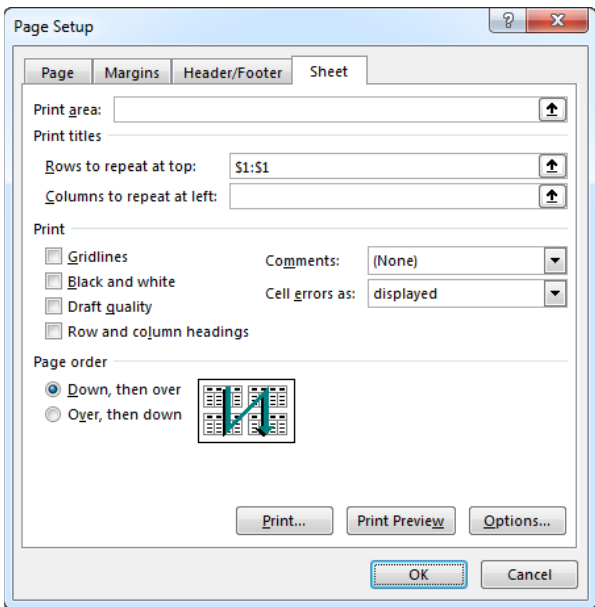 Page Setup
?
Page Margins Header/Footer Sheet
Print area:
Print titles
Rows to repeat at top: $1:$1
Columns to repeat at left:
Print
Gridlines
Comments: (None)
Black and white
Cell errors as: displayed
Draft quality
Row and column headings
Page order
Down, then over
Over, then down
Print... Print Preview Options...
OK Cancel